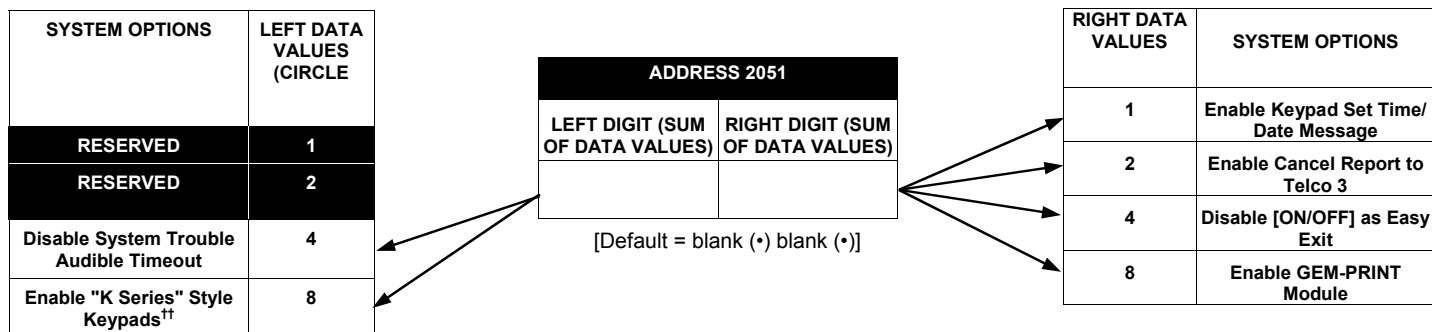 SYSTEM OPTIONS
LEFT DATA
VALUES
(CIRCLE
RESERVED
1
RESERVED
2
Disable System Trouble
Audible Timeout
4
Enable "K Series" Style
Keypads††
8
ADDRESS 2051
LEFT DIGIT (SUM
OF DATA VALUES)
RIGHT DIGIT (SUM
OF DATA VALUES)
[Default = blank (•) blank (•)]
RIGHT DATA
VALUES
SYSTEM OPTIONS
1
Enable Keypad Set Time/
Date Message
2
Enable Cancel Report to
Telco 3
4
Disable [ON/OFF] as Easy
Exit
8
Enable GEM-PRINT
Module